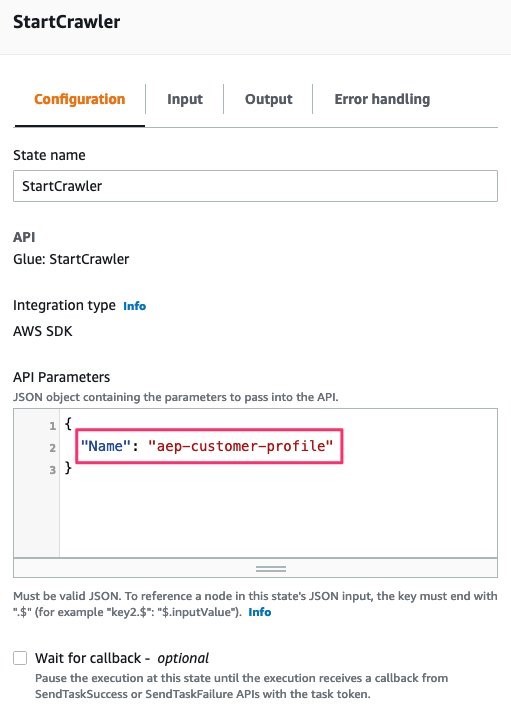 StartCrawler
Configuration Input Output Error handling
State name
StartCrawler
API
Glue: StartCrawler
Integration type Info
AWS SDK
API Parameters
JSON object containing the parameters to pass into the API.
1 {
2 "Name": "aep-customer-profile"
3 }
Must be valid JSON. To reference a node in this state's JSON input, the key must end with
".$" (for example "key2.$": "$.inputValue"). Info
Wait for callback - optional
Pause the execution at this state until the execution receives a callback from
SendTaskSuccess or SendTaskFailure APIs with the task token.